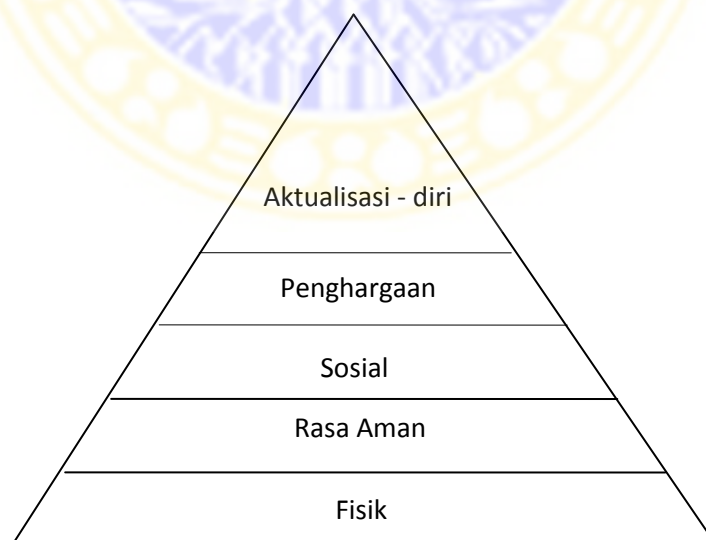 Aktualisasi - diri
Penghargaan
Sosial
Rasa Aman
Fisik